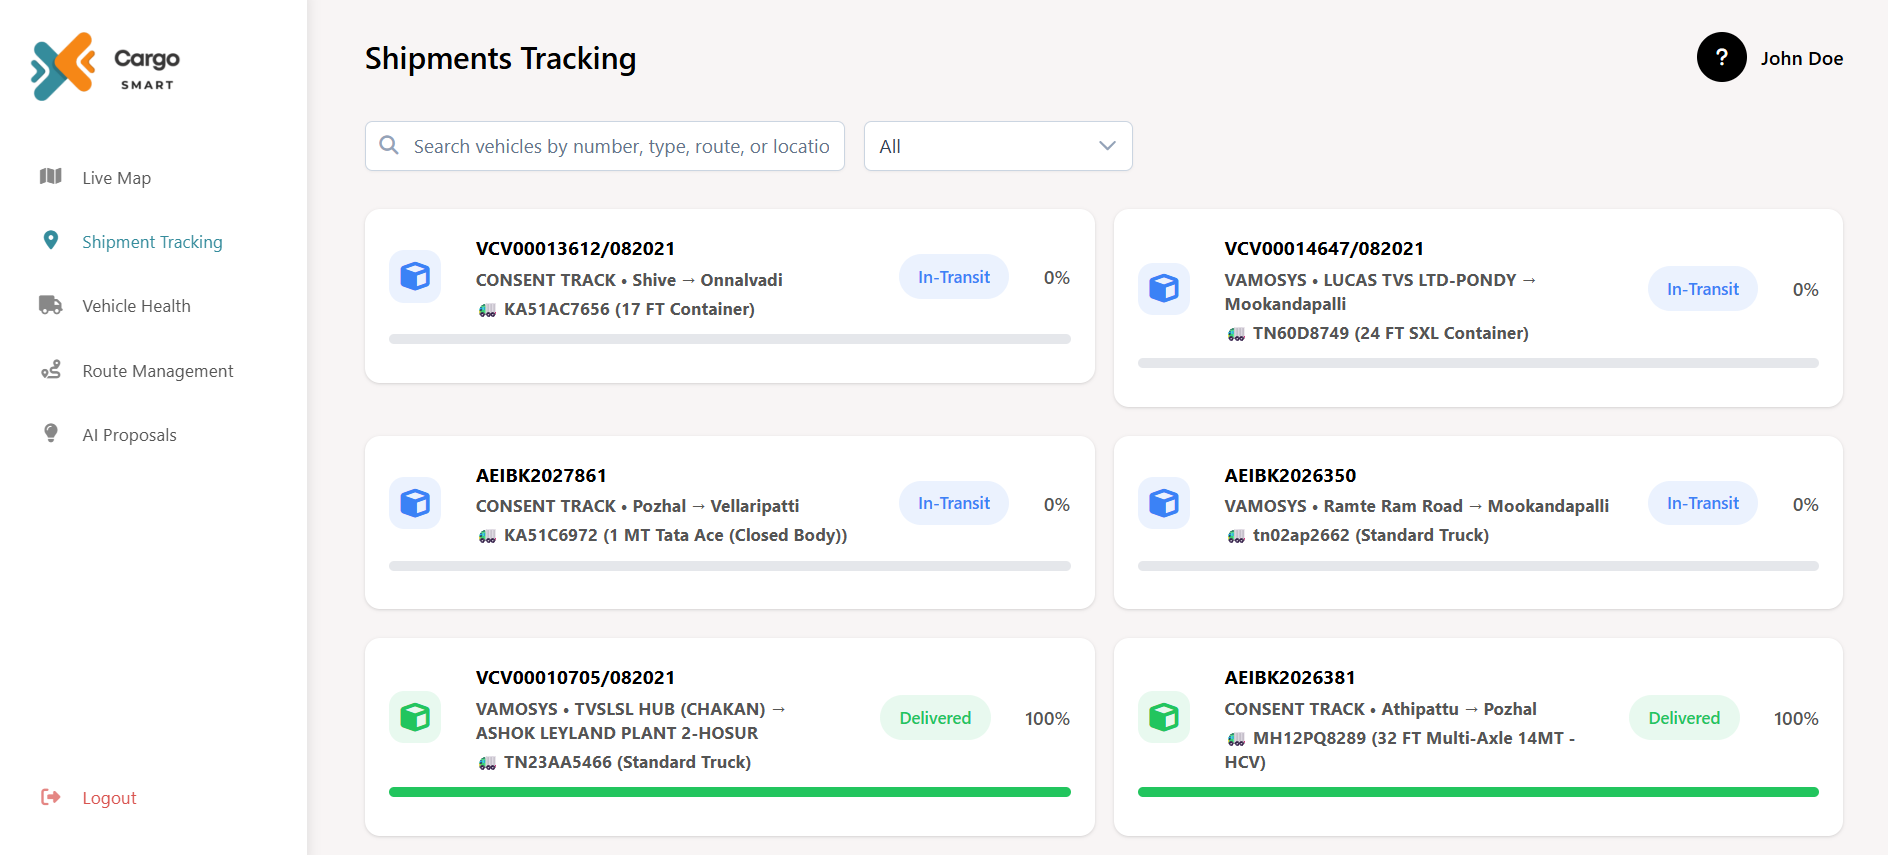 Cargo
SMART
Live Map
Shipment Tracking
Vehicle Health
Route Management
AI Proposals
Logout
Shipments Tracking
?
John Doe
Search vehicles by number, type, route, or locatio
All
VCV00013612/082021
CONSENT TRACK • Shive → Onnalvadi
KA51AC7656 (17 FT Container)
In-Transit
0%
VCV00014647/082021
VAMOSYS • LUCAS TVS LTD-PONDY →
Mookandapalli
TN60D8749 (24 FT SXL Container)
In-Transit
0%
AEIBK2027861
CONSENT TRACK • Pozhal → Vellaripatti
KA51C6972 (1 MT Tata Ace (Closed Body))
In-Transit
0%
AEIBK2026350
VAMOSYS • Ramte Ram Road → Mookandapalli
tn02ap2662 (Standard Truck)
In-Transit
0%
VCV00010705/082021
VAMOSYS • TVSLSL HUB (CHAKAN) →
ASHOK LEYLAND PLANT 2-HOSUR
TN23AA5466 (Standard Truck)
Delivered
100%
AEIBK2026381
CONSENT TRACK • Athipattu → Pozhal
MH12PQ8289 (32 FT Multi-Axle 14MT -
HCV)
Delivered
100%